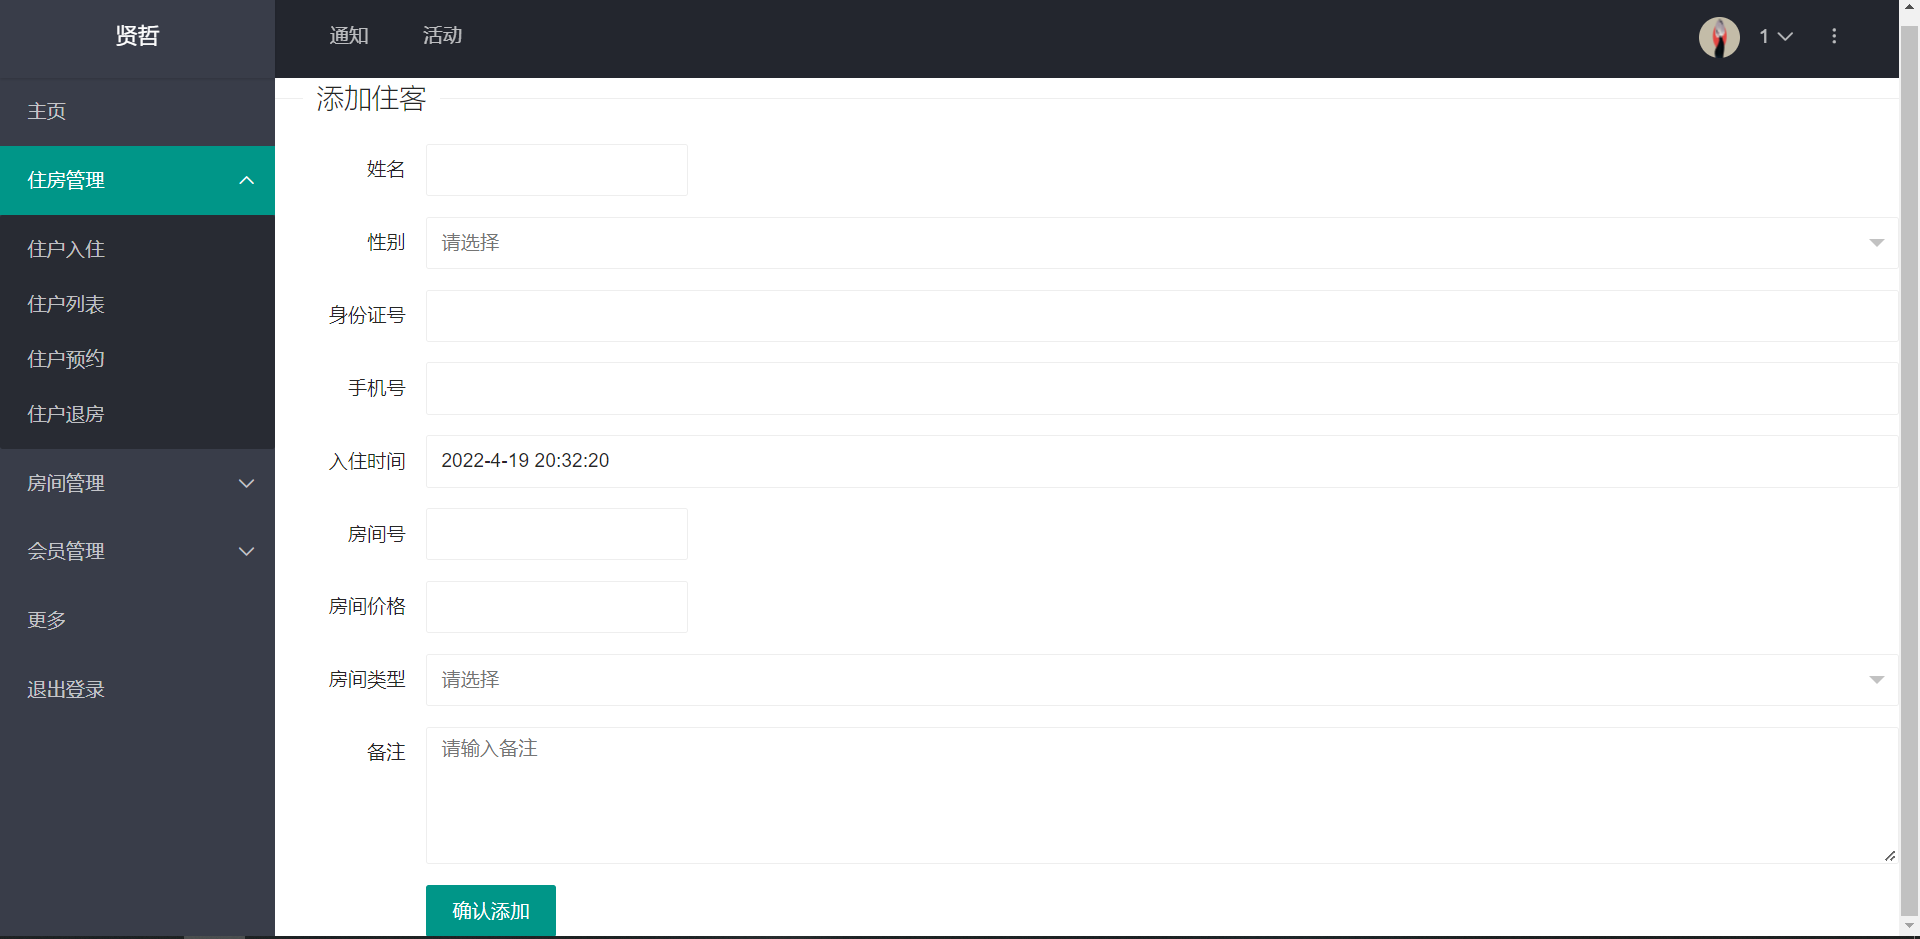 贤哲
通知
活动
1
主页
住房管理
住户入住
住户列表
住户预约
住户退房
房间管理
会员管理
更多
退出登录
添加住客
姓名
性别
请选择
身份证号
手机号
入住时间
2022-4-19 20:32:20
房间号
房间价格
房间类型
请选择
备注
请输入备注
确认添加